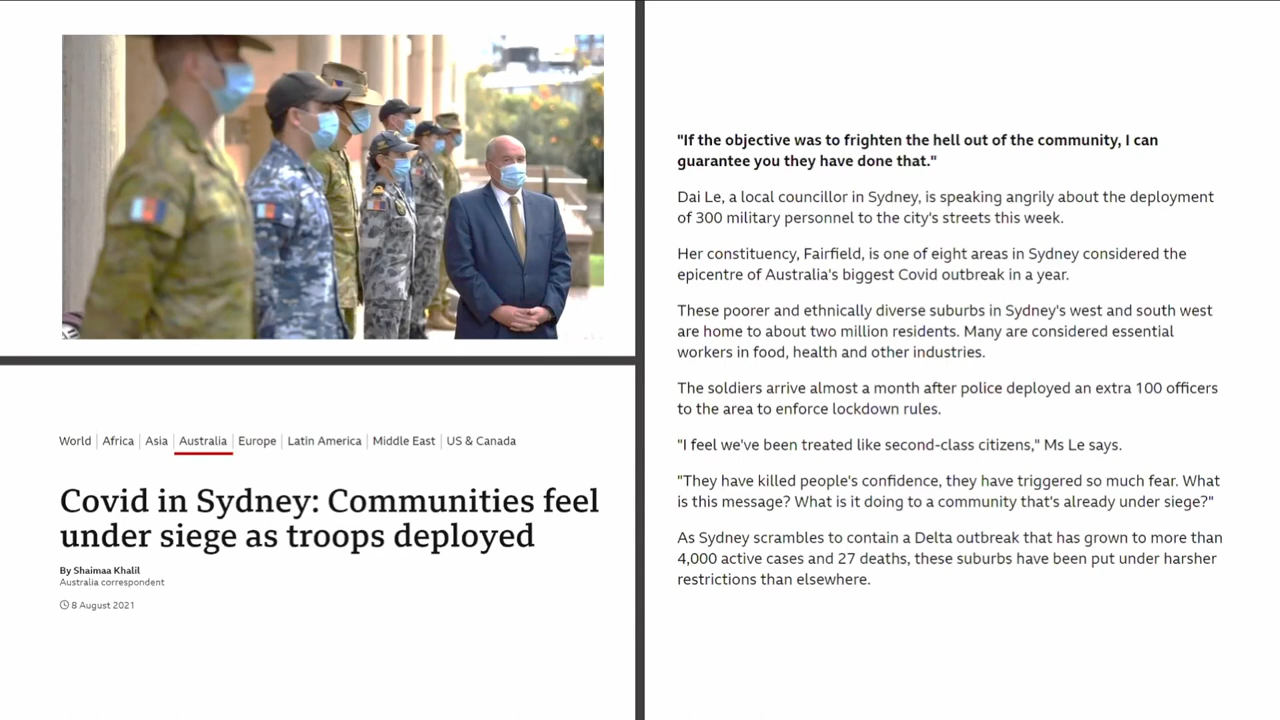 World Africa Asia Australia Europe Latin America Middle East US & Canada
Covid in Sydney: Communities feel
under siege as troops deployed
By Shaimaa Khalil
Australia correspondent
8 August 2021
"If the objective was to frighten the hell out of the community, I can
guarantee you they have done that."
Dai Le, a local councillor in Sydney, is speaking angrily about the deployment
of 300 military personnel to the city's streets this week.
Her constituency, Fairfield, is one of eight areas in Sydney considered the
epicentre of Australia's biggest Covid outbreak in a year.
These poorer and ethnically diverse suburbs in Sydney's west and south west
are home to about two million residents. Many are considered essential
workers in food, health and other industries.
The soldiers arrive almost a month after police deployed an extra 100 officers
to the area to enforce lockdown rules.
"I feel we've been treated like second-class citizens," Ms Le says.
"They have killed people's confidence, they have triggered so much fear. What
is this message? What is it doing to a community that's already under siege?"
As Sydney scrambles to contain a Delta outbreak that has grown to more than
4,000 active cases and 27 deaths, these suburbs have been put under harsher
restrictions than elsewhere.